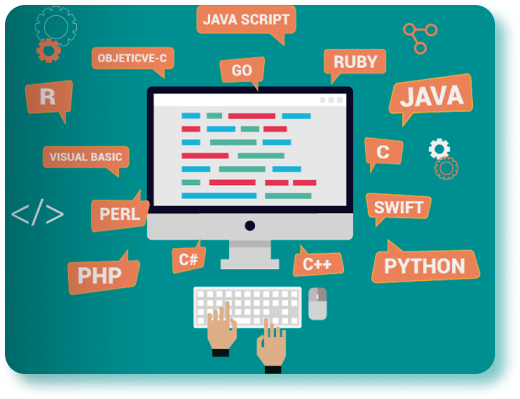 JAVA SCRIPT
OBJETICVE-C
GO
RUBY
R
JAVA
VISUAL BASIC
C
</>
PERL
SWIFT
PHP
C#
C++
PYTHON